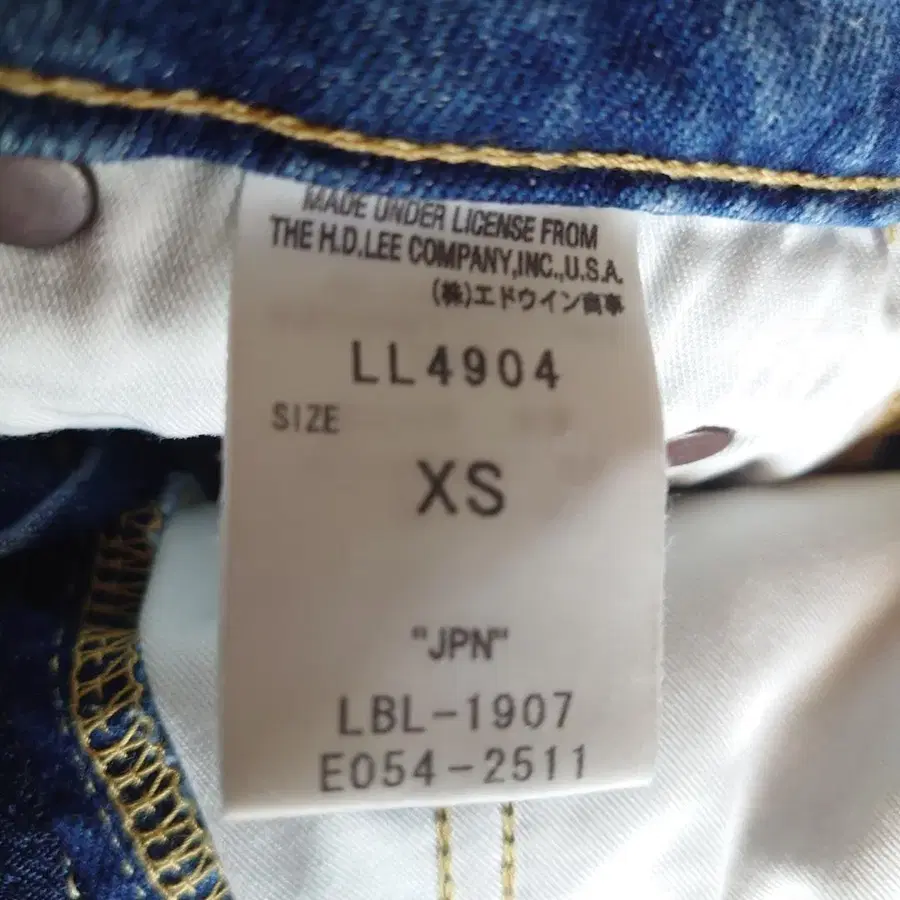 MADE UNDER LICENSE FROM
THE H.D.LEE COMPANY,INC.,U.S.A.
(株)エドウイン商事
LL4904
SIZE
XS
"JPN"
LBL-1907
E054-2511